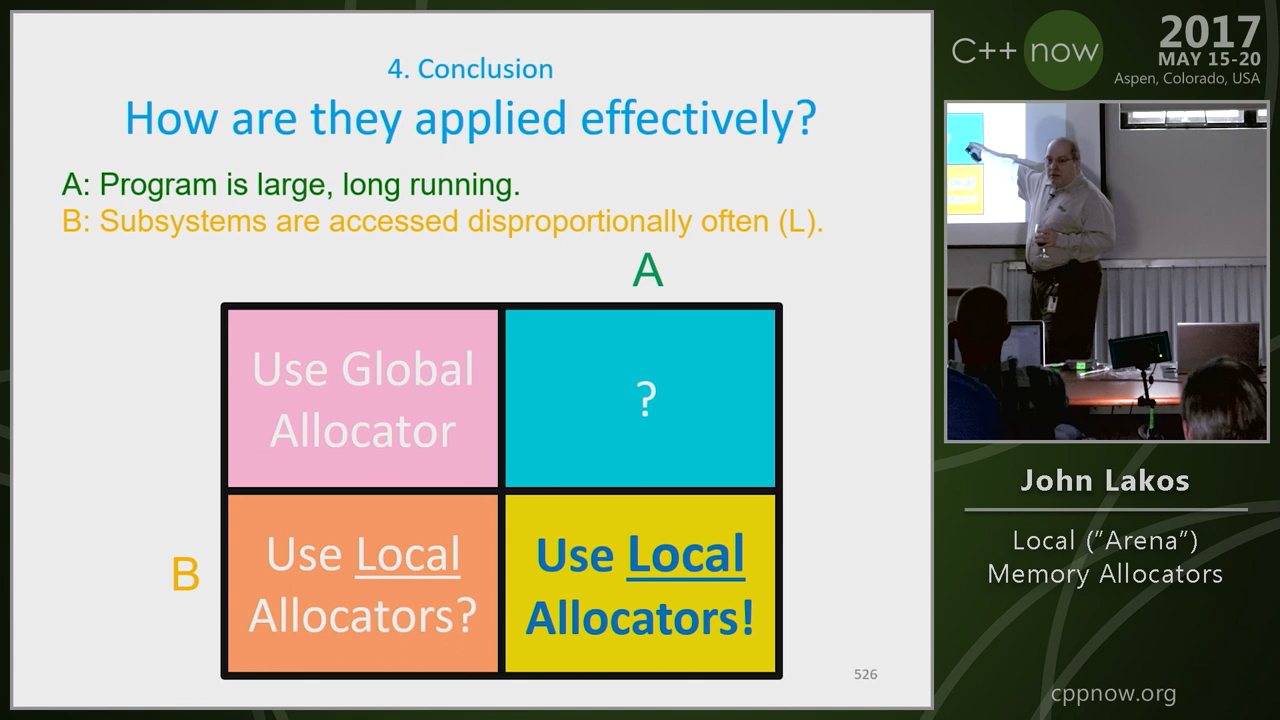 4. Conclusion
How are they applied effectively?
A: Program is large, long running.
B: Subsystems are accessed disproportionally often (L).
A
Use Global
Allocator
?
B
Use Local
Allocators?
Use Local
Allocators!
526
C++ now
2017
MAY 15-20
Aspen, Colorado, USA
John Lakos
Local ("Arena")
Memory Allocators
cppnow.org